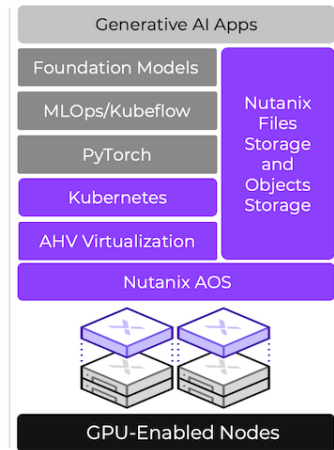 Generative AI Apps
Foundation Models
MLOps/Kubeflow
PyTorch
Kubernetes
AHV Virtualization
Nutanix
Files
Storage
and
Objects
Storage
Nutanix AOS
GPU-Enabled Nodes